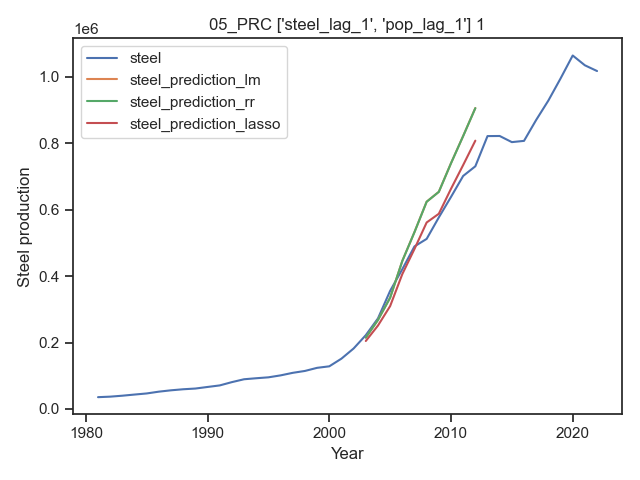 05_PRC ['steel_lag_1', 'pop_lag_1'] 1
1e6
steel
steel_prediction_lm
steel_prediction_rr
steel_prediction_lasso
Steel production
1.0
0.8
0.6
0.4
0.2
0.0
1980
1990
2000
2010
2020
Year